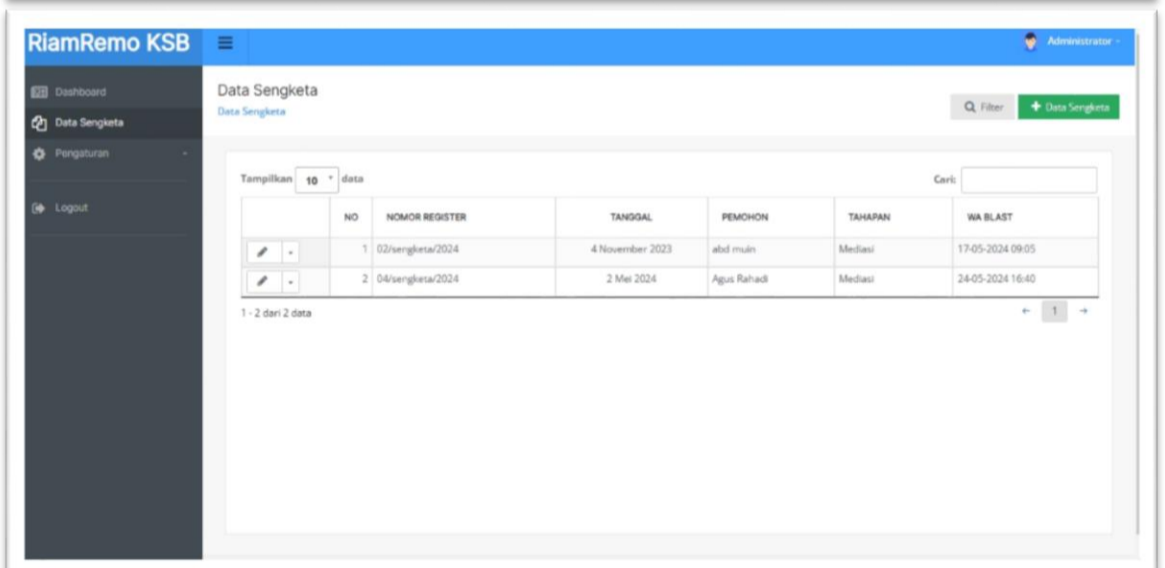 RiamRemo KSB
Administrator
Dashboard
Data Sengketa
Pengaturan
Logout
Data Sengketa
Data Sengketa
Filter
Data Sengketa
Tampilkan 10 data
Cari:
NO NOMOR REGISTER TANGGAL PEMOHON TAHAPAN WA BLAST
1 02/sengketa/2024 4 November 2023 abd muin Mediasi 17-05-2024 09:05
2 04/sengketa/2024 2 Mei 2024 Agus Rahadi Mediasi 24-05-2024 16:40
1 - 2 dari 2 data
← 1 →